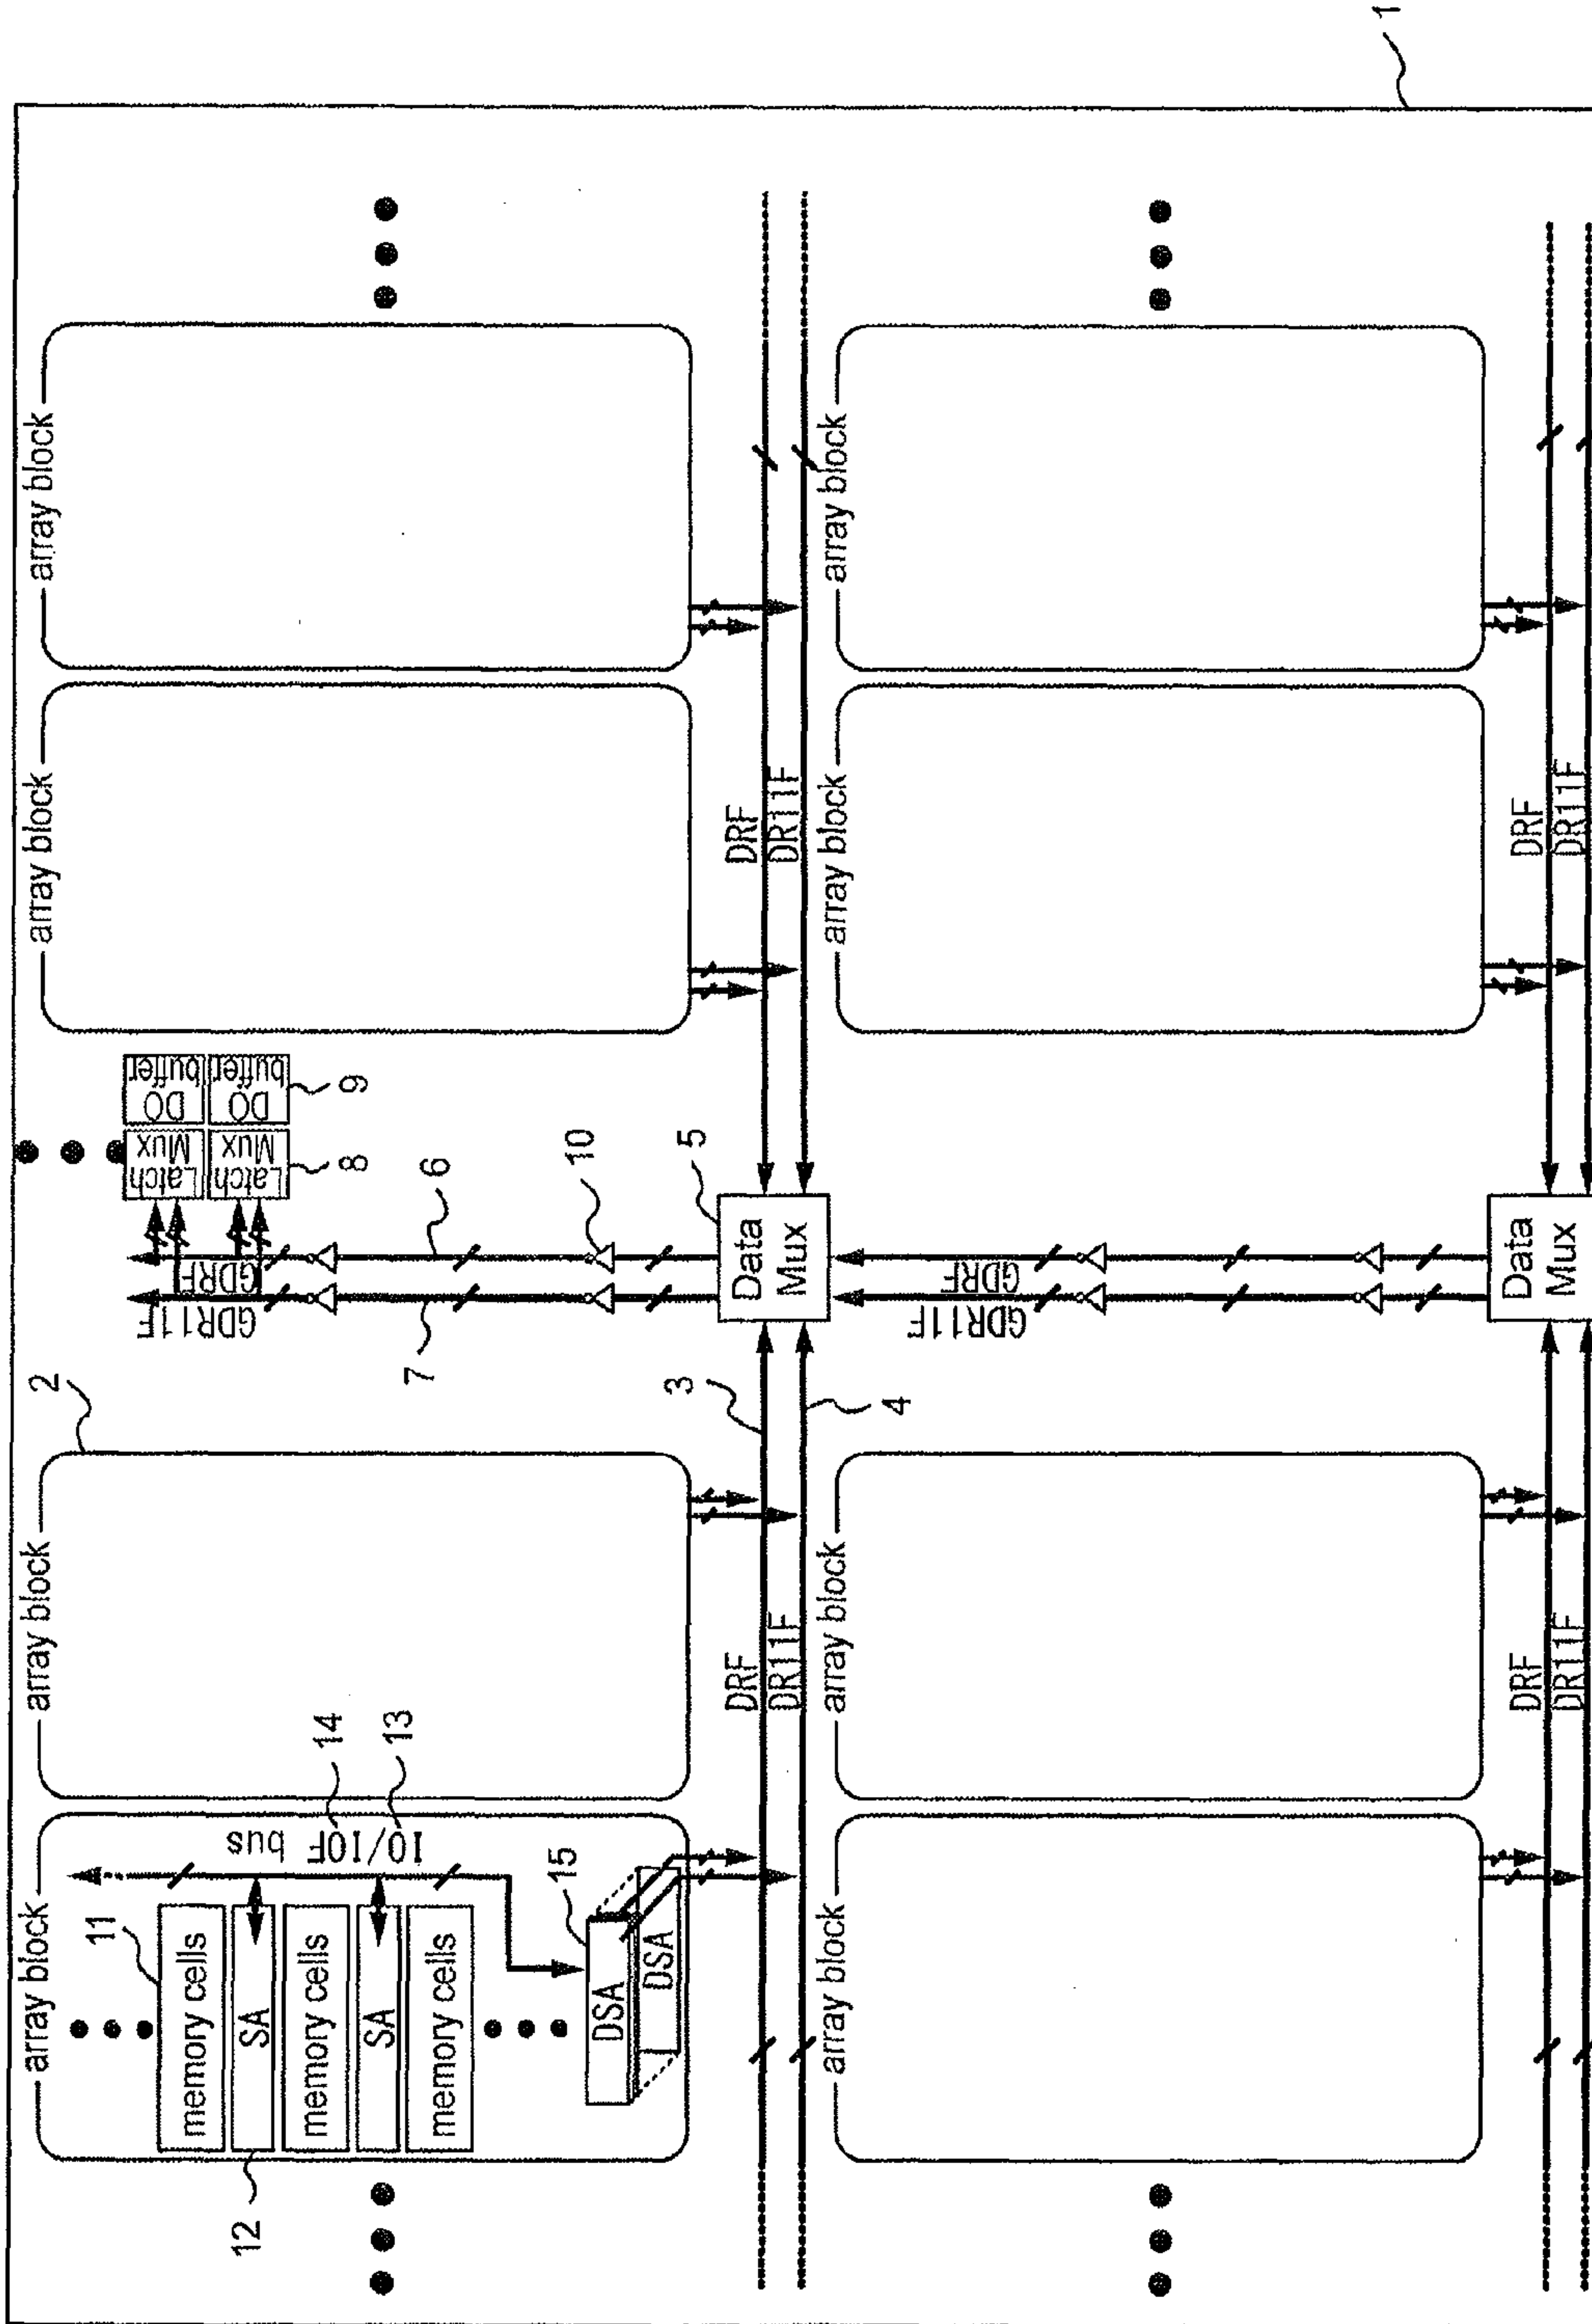 array block
array block
array block
array block
11
memory cells
SA
memory cells
SA
memory cells
12
IO/IOF bus
14
13
15
DSA
DSA
2
GDR11F
GDRF
Latch
Mux
Latch
Mux
DO
buffer
DO
buffer
8
9
7
6
10
5
3
4
DRF
DR11F
Data
Mux
DRF
DR11F
array block
array block
array block
array block
GDR11F
GDRF
DRF
DR11F
Data
Mux
DRF
DR11F
1